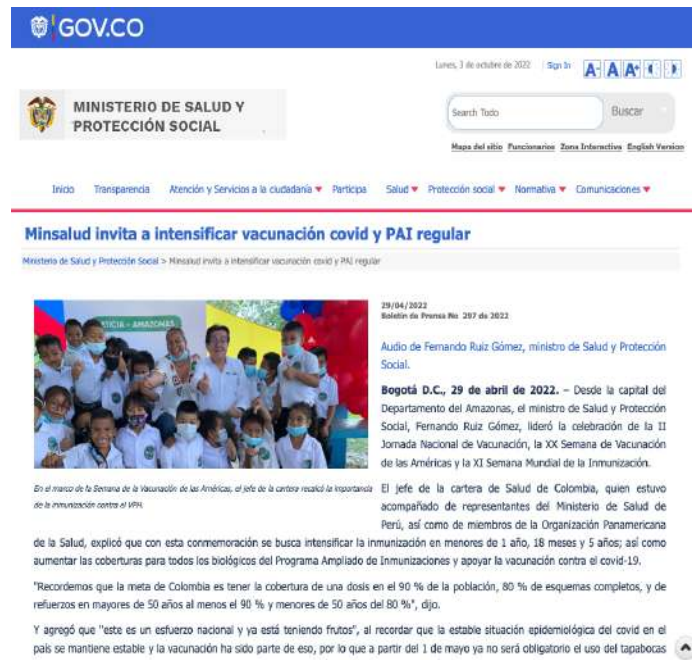 GOV.CO
Lunes, 3 de octubre de 2022 Sign In A- A A+
MINISTERIO DE SALUD Y
PROTECCIÓN SOCIAL
Search Todo Buscar
Mapa del sitio Funcionarios Zona Interactiva English Version
Inicio Transparencia Atención y Servicios a la ciudadanía Participa Salud Protección social Normativa Comunicaciones
Minsalud invita a intensificar vacunación covid y PAI regular
Ministerio de Salud y Protección Social > Minsalud invita a intensificar vacunación covid y PAI regular
29/04/2022
Boletín de Prensa No 297 de 2022
Audio de Fernando Ruiz Gómez, ministro de Salud y Protección
Social.
Bogotá D.C., 29 de abril de 2022. – Desde la capital del
Departamento del Amazonas, el ministro de Salud y Protección
Social, Fernando Ruiz Gómez, lideró la celebración de la II
Jornada Nacional de Vacunación, la XX Semana de Vacunación
de las Américas y la XI Semana Mundial de la Inmunización.
AMAZONAS
En el marco de la Semana de la Vacunación de las Américas, el jefe de la cartera recalcó la importancia
de la inmunización contra el VPH.
El jefe de la cartera de Salud de Colombia, quien estuvo
acompañado de representantes del Ministerio de Salud de
Perú, así como de miembros de la Organización Panamericana
de la Salud, explicó que con esta conmemoración se busca intensificar la inmunización en menores de 1 año, 18 meses y 5 años; así como
aumentar las coberturas para todos los biológicos del Programa Ampliado de Inmunizaciones y apoyar la vacunación contra el covid-19.
"Recordemos que la meta de Colombia es tener la cobertura de una dosis en el 90 % de la población, 80 % de esquemas completos, y de
refuerzos en mayores de 50 años al menos el 90 % y menores de 50 años del 80 %", dijo.
Y agregó que "este es un esfuerzo nacional y ya está teniendo frutos", al recordar que la estable situación epidemiológica del covid en el
país se mantiene estable y la vacunación ha sido parte de eso, por lo que a partir del 1 de mayo ya no será obligatorio el uso del tapabocas